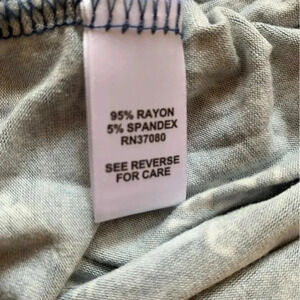 95% RAYON
5% SPANDEX
RN37080
SEE REVERSE
FOR CARE